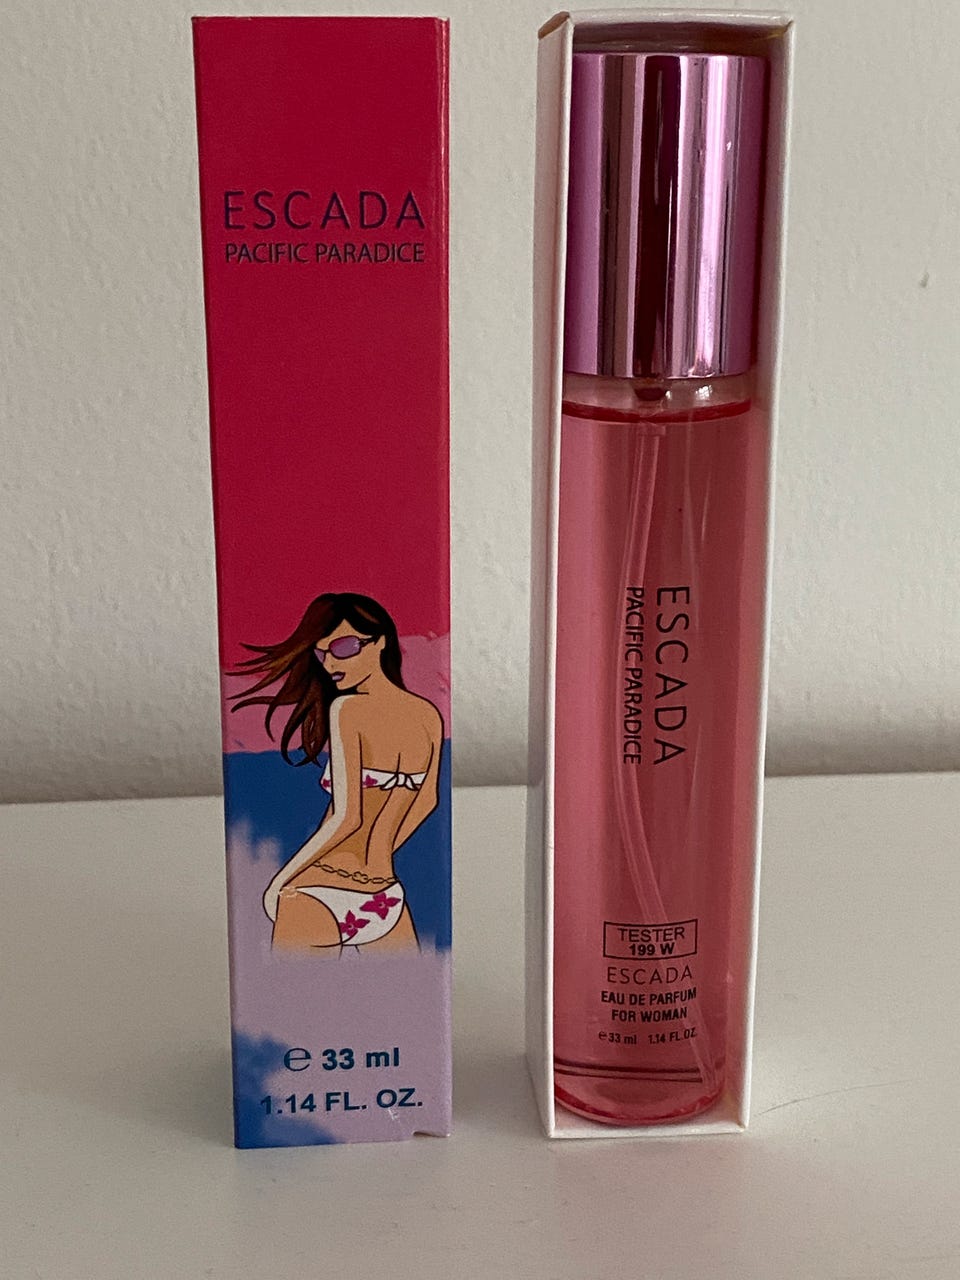 ESCADA
PACIFIC PARADICE
℮ 33 ml
1.14 FL. OZ.
ESCADA
PACIFIC PARADICE
TESTER
199 W
ESCADA
EAU DE PARFUM
FOR WOMAN
℮ 33 ml 1.14 FL.OZ.